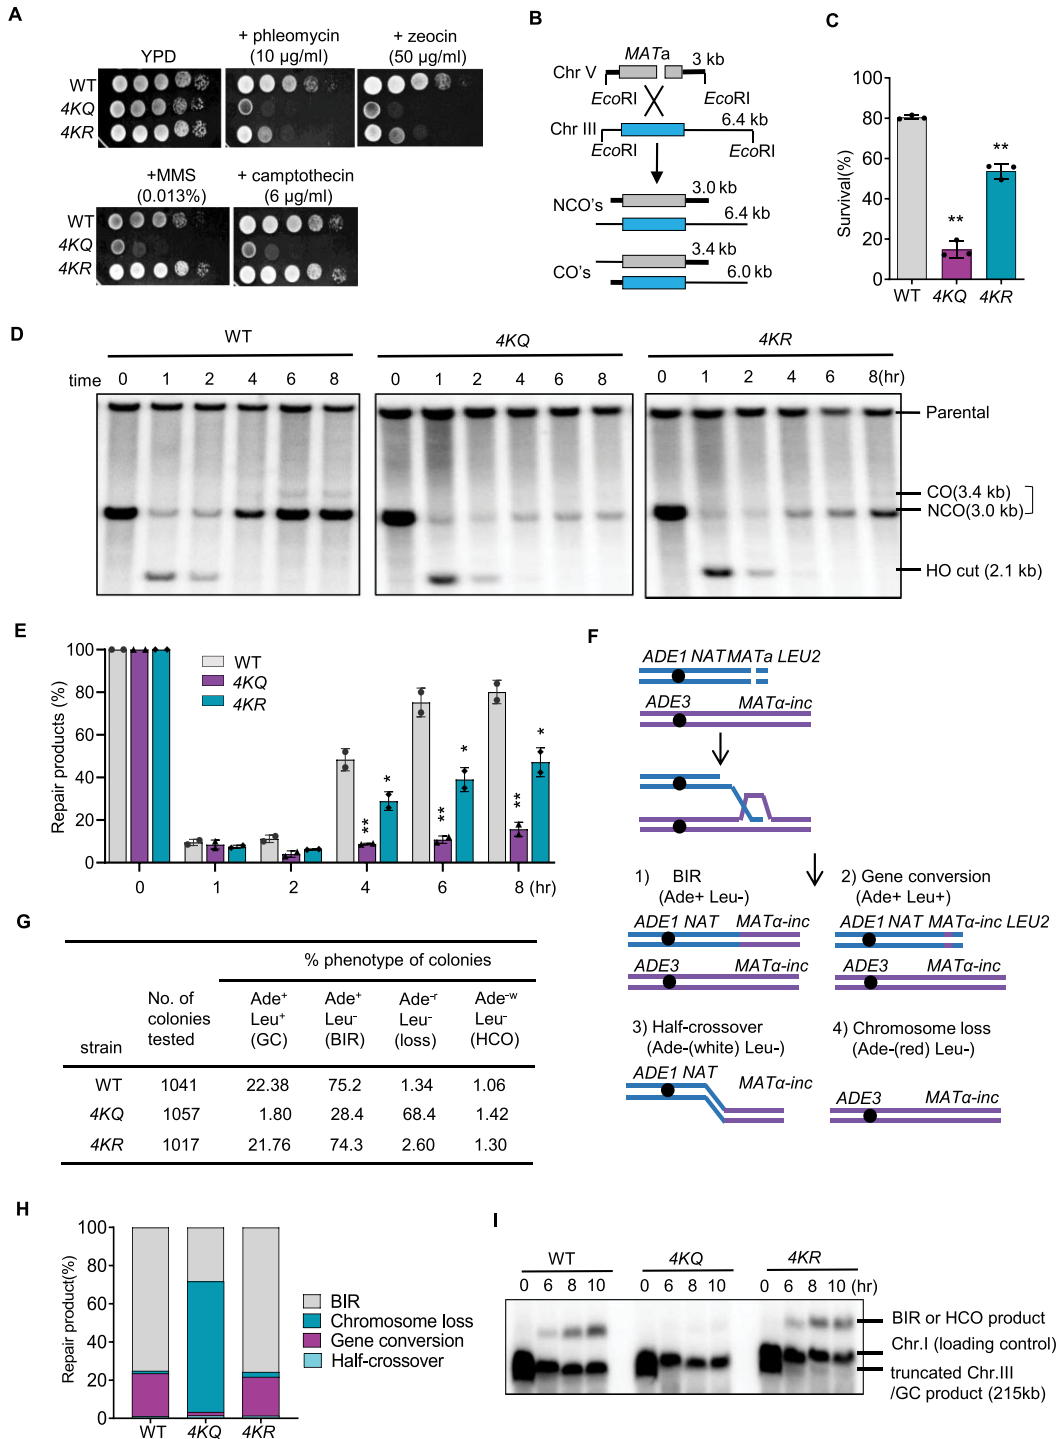 A
YPD
+ phleomycin
(10 µg/ml)
+ zeocin
(50 µg/ml)
WT
4KQ
4KR
+MMS
(0.013%)
+ camptothecin
(6 µg/ml)
WT
4KQ
4KR
B
MATa
Chr V
3 kb
EcoRI
EcoRI
Chr III
6.4 kb
EcoRI
EcoRI
NCO's
3.0 kb
6.4 kb
CO's
3.4 kb
6.0 kb
C
Survival(%)
100
80
60
40
20
0
**
**
WT
4KQ
4KR
D
WT
4KQ
4KR
time
0 1 2 4 6 8
0 1 2 4 6 8
0 1 2 4 6 8(hr)
Parental
CO(3.4 kb)
NCO(3.0 kb)
HO cut (2.1 kb)
E
Repair products (%)
100
80
60
40
20
0
WT
4KQ
4KR
**
*
**
*
**
*
0 1 2 4 6 8 (hr)
F
ADE1 NAT MATa LEU2
ADE3 MATα-inc
1) BIR
(Ade+ Leu-)
ADE1 NAT MATα-inc
ADE3 MATα-inc
2) Gene conversion
(Ade+ Leu+)
ADE1 NAT MATα-inc LEU2
ADE3 MATα-inc
3) Half-crossover
(Ade-(white) Leu-)
ADE1 NAT MATα-inc
4) Chromosome loss
(Ade-(red) Leu-)
ADE3 MATα-inc
G
% phenotype of colonies
strain
No. of
colonies
tested
Ade⁺
Leu⁺
(GC)
Ade⁺
Leu⁻
(BIR)
Ade⁻ʳ
Leu⁻
(loss)
Ade⁻ʷ
Leu⁻
(HCO)
WT 1041 22.38 75.2 1.34 1.06
4KQ 1057 1.80 28.4 68.4 1.42
4KR 1017 21.76 74.3 2.60 1.30
H
Repair product(%)
100
80
60
40
20
0
WT 4KQ 4KR
BIR
Chromosome loss
Gene conversion
Half-crossover
I
WT
4KQ
4KR
0 6 8 10
0 6 8 10
0 6 8 10 (hr)
BIR or HCO product
Chr.I (loading control)
truncated Chr.III
/GC product (215kb)